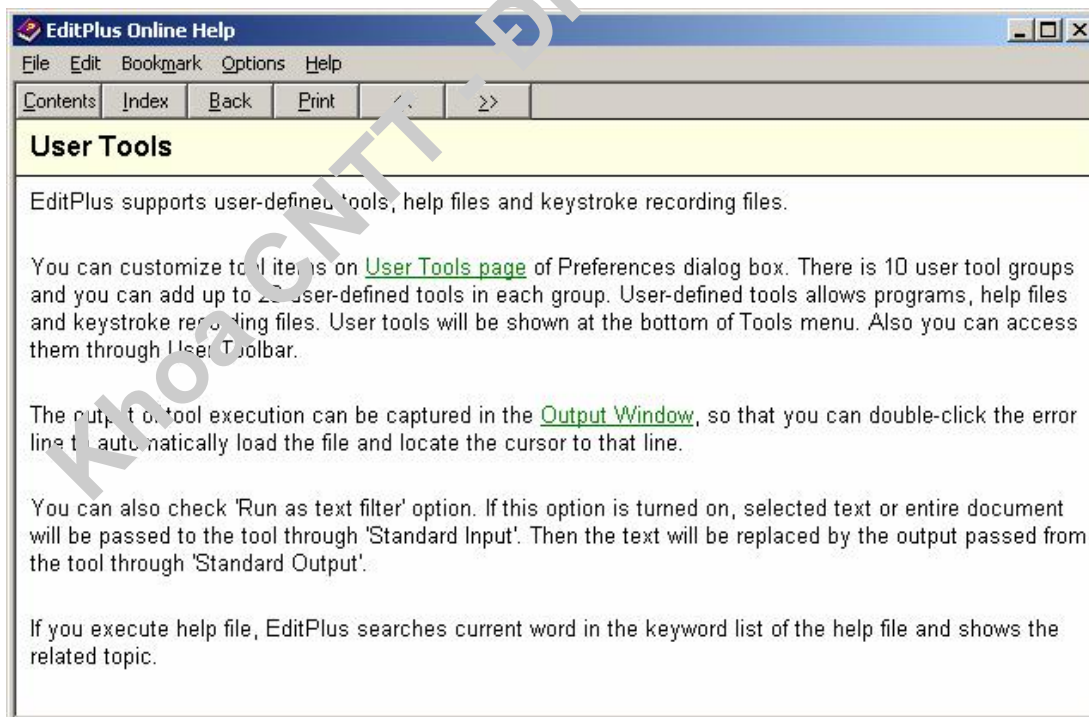 EditPlus Online Help
File Edit Bookmark Options Help
Contents Index Back Print >>
User Tools
EditPlus supports user-defined tools, help files and keystroke recording files.
You can customize tool items on User Tools page of Preferences dialog box. There is 10 user tool groups
and you can add up to user-defined tools in each group. User-defined tools allows programs, help files
and keystroke recording files. User tools will be shown at the bottom of Tools menu. Also you can access
them through User Toolbar.
The output of tool execution can be captured in the Output Window, so that you can double-click the error
line to automatically load the file and locate the cursor to that line.
You can also check 'Run as text filter' option. If this option is turned on, selected text or entire document
will be passed to the tool through 'Standard Input'. Then the text will be replaced by the output passed from
the tool through 'Standard Output'.
If you execute help file, EditPlus searches current word in the keyword list of the help file and shows the
related topic.
Khoa CNTT -